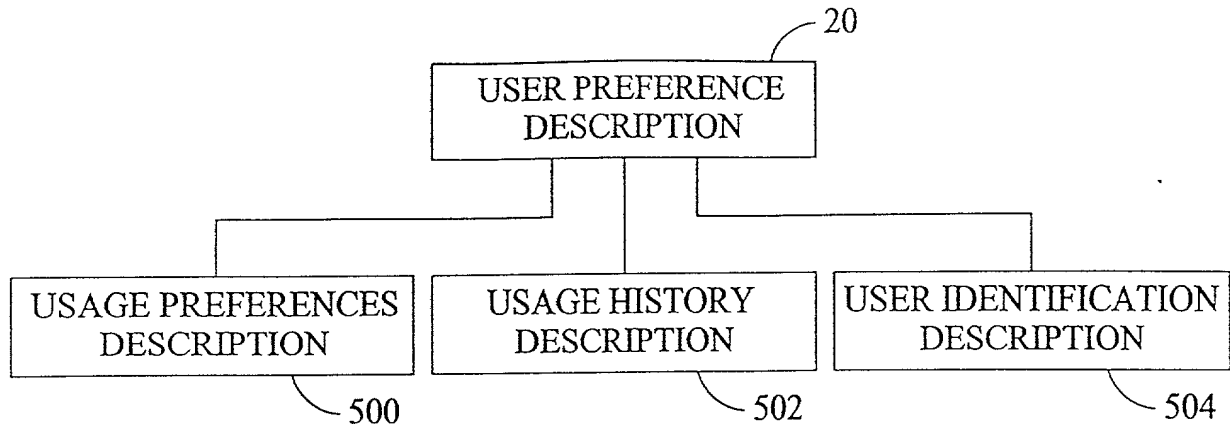 20
USER PREFERENCE
DESCRIPTION
USAGE PREFERENCES
DESCRIPTION
500
USAGE HISTORY
DESCRIPTION
502
USER IDENTIFICATION
DESCRIPTION
504